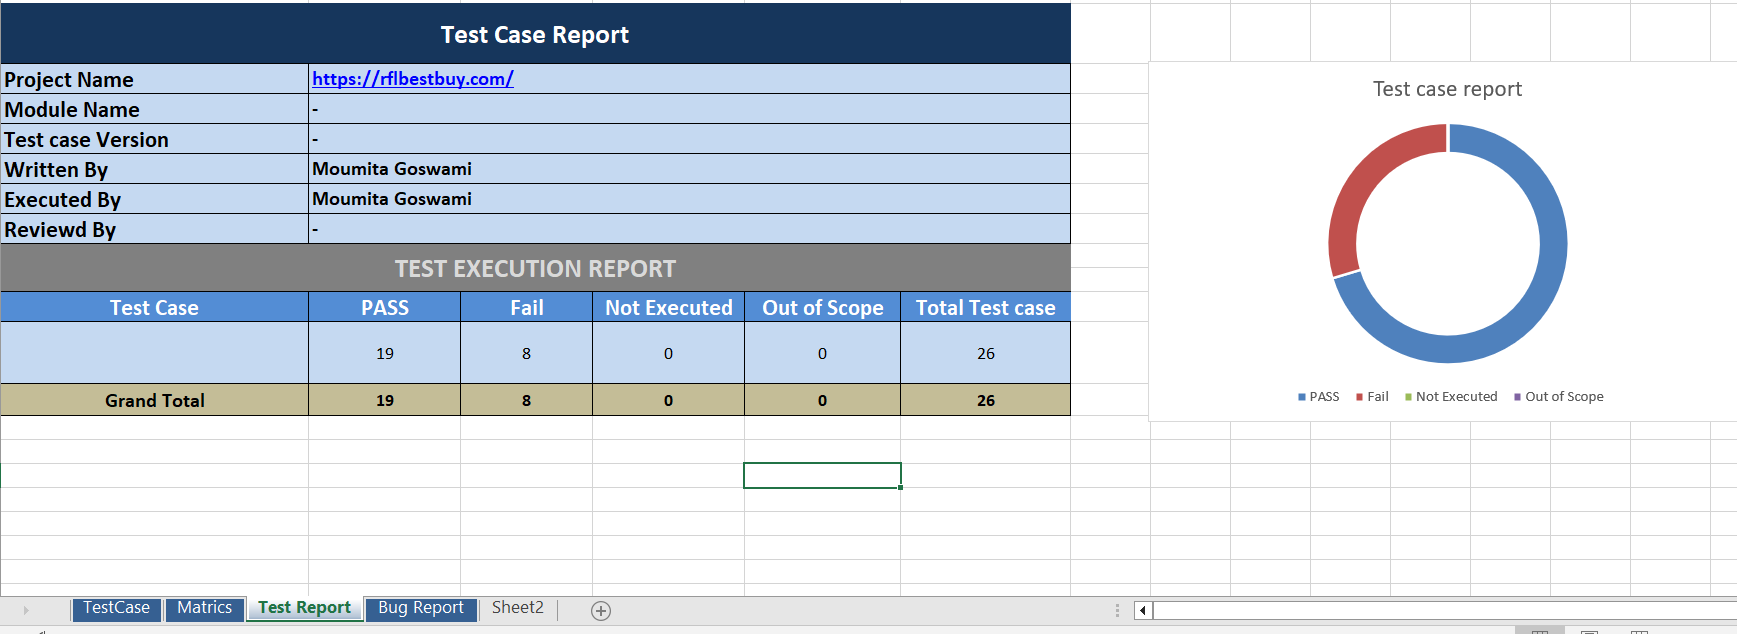 Test Case Report
Project Name https://rflbestbuy.com/
Module Name -
Test case Version -
Written By Moumita Goswami
Executed By Moumita Goswami
Reviewd By -
TEST EXECUTION REPORT
Test Case PASS Fail Not Executed Out of Scope Total Test case
19 8 0 0 26
Grand Total 19 8 0 0 26
Test case report
PASS Fail Not Executed Out of Scope
TestCase Matrics Test Report Bug Report Sheet2